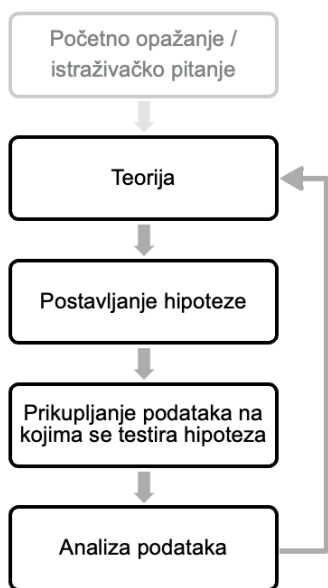 Početno opažanje /
istraživačko pitanje
Teorija
Postavljanje hipoteze
Prikupljanje podataka na
kojima se testira hipoteza
Analiza podataka